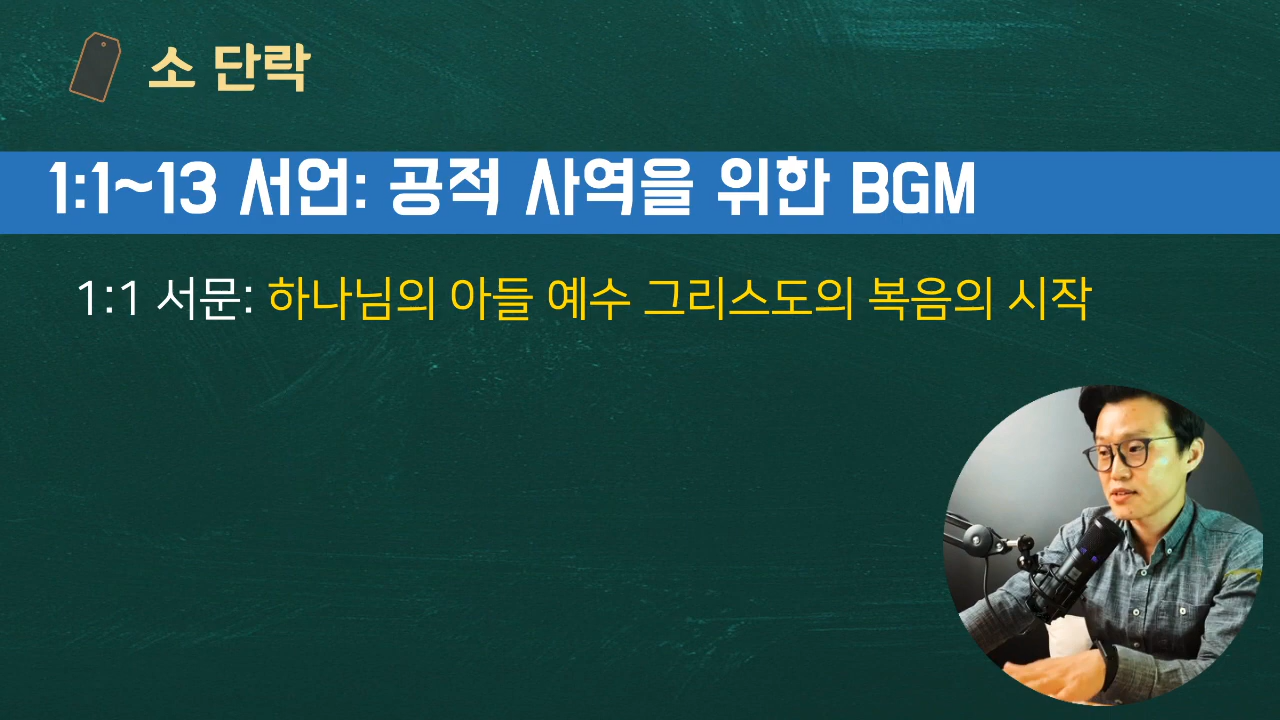 소 단락
1:1~13 서언: 공적 사역을 위한 BGM
1:1 서문: 하나님의 아들 예수 그리스도의 복음의 시작